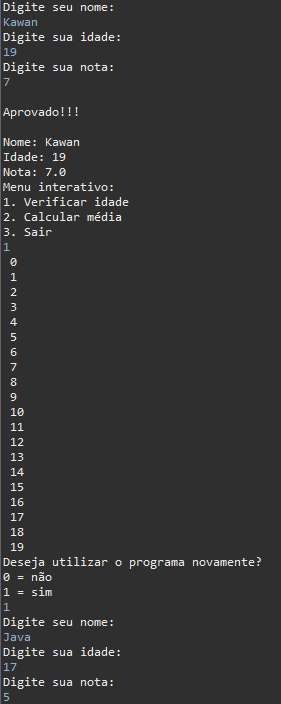 Digite seu nome:
Kawan
Digite sua idade:
19
Digite sua nota:
7
Aprovado!!!
Nome: Kawan
Idade: 19
Nota: 7.0
Menu interativo:
1. Verificar idade
2. Calcular média
3. Sair
1
0
1
2
3
4
5
6
7
8
9
10
11
12
13
14
15
16
17
18
19
Deseja utilizar o programa novamente?
0 = não
1 = sim
1
Digite seu nome:
Java
Digite sua idade:
17
Digite sua nota:
5